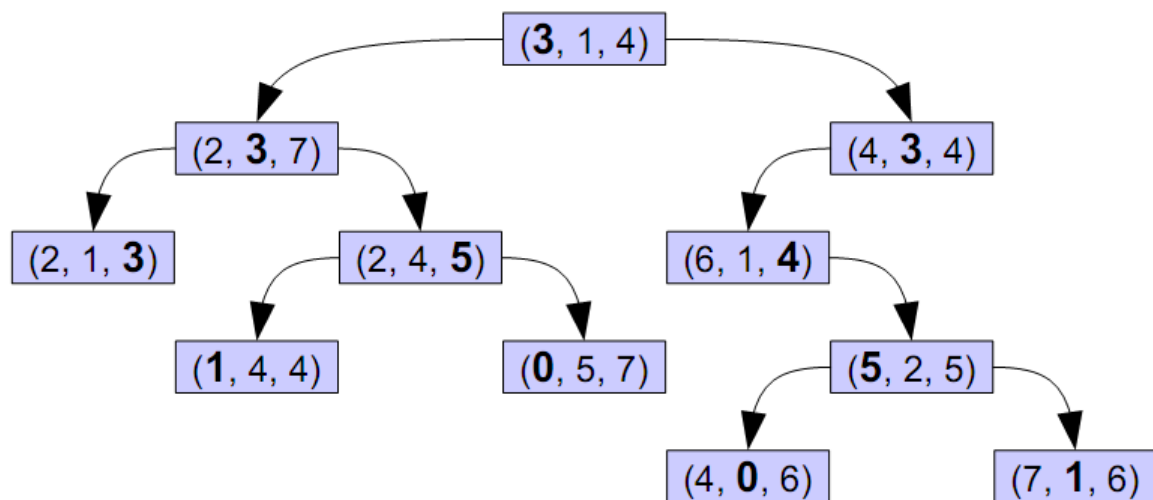 (3, 1, 4)
(2, 3, 7)
(4, 3, 4)
(2, 1, 3)
(2, 4, 5)
(6, 1, 4)
(1, 4, 4)
(0, 5, 7)
(5, 2, 5)
(4, 0, 6)
(7, 1, 6)